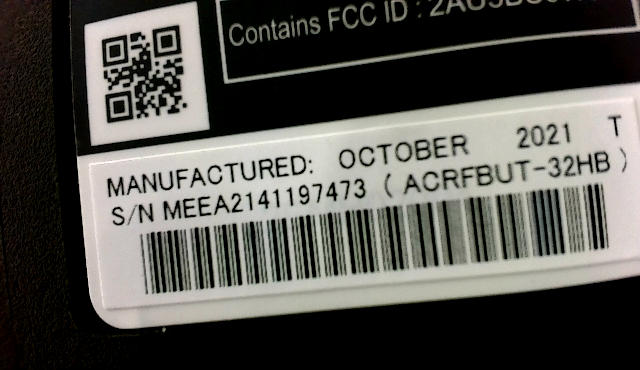 Contains FCC ID :
MANUFACTURED: OCTOBER 2021 T
S/N MEEA2141197473 ( ACRFBUT-32HB )